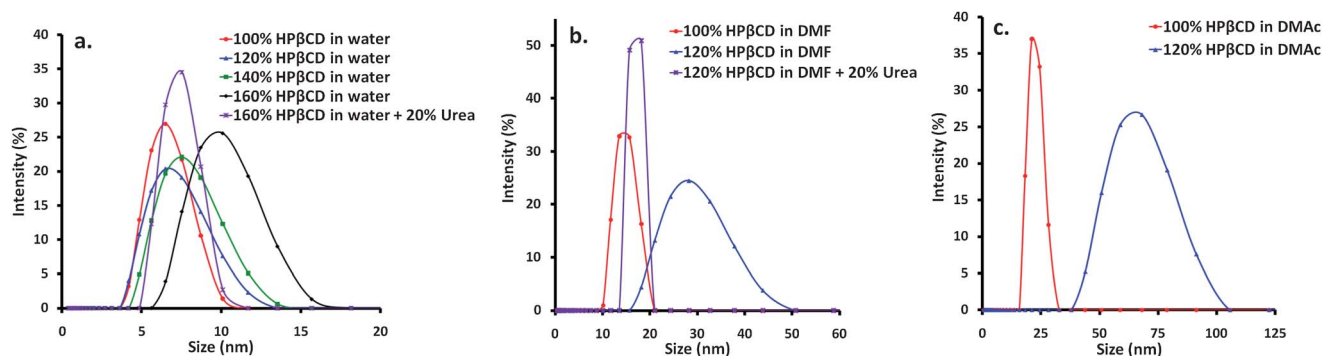 a.
100% HPβCD in water
120% HPβCD in water
140% HPβCD in water
160% HPβCD in water
160% HPβCD in water + 20% Urea
Intensity (%)
40
35
30
25
20
15
10
5
0
0 5 10 15 20
Size (nm)
b.
100% HPβCD in DMF
120% HPβCD in DMF
120% HPβCD in DMF + 20% Urea
Intensity (%)
50
40
30
20
10
0
0 10 20 30 40 50 60
Size (nm)
c.
100% HPβCD in DMAc
120% HPβCD in DMAc
Intensity (%)
40
35
30
25
20
15
10
5
0
0 25 50 75 100 125
Size (nm)